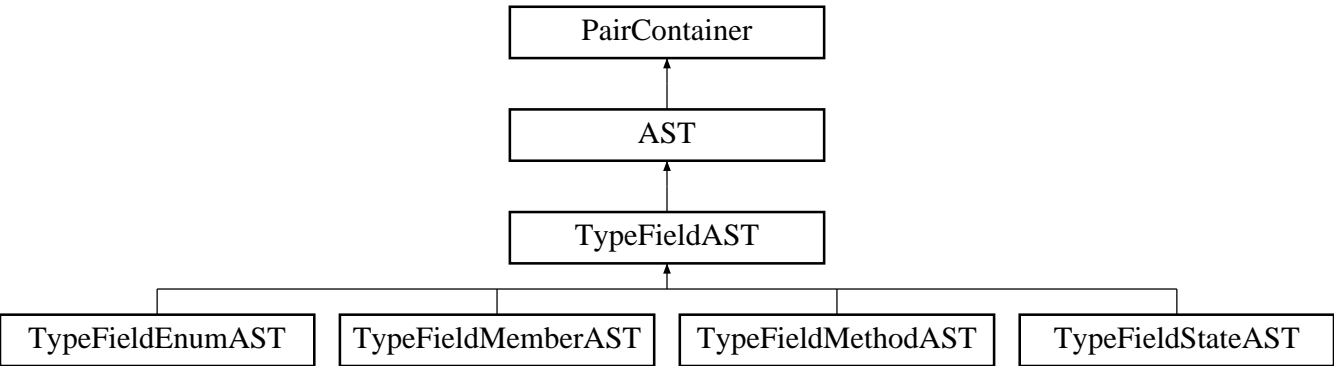 PairContainer
AST
TypeFieldAST
TypeFieldEnumAST
TypeFieldMemberAST
TypeFieldMethodAST
TypeFieldStateAST